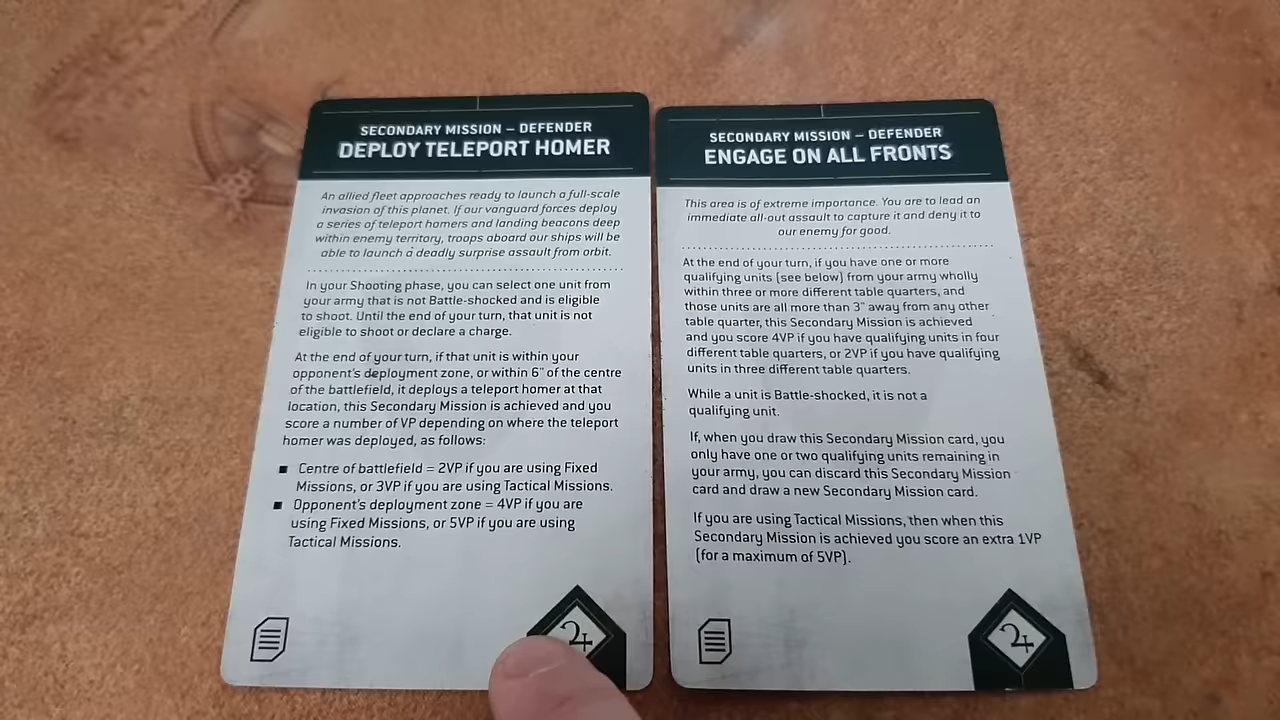 SECONDARY MISSION – DEFENDER
DEPLOY TELEPORT HOMER
An allied fleet approaches ready to launch a full-scale
invasion of this planet. If our vanguard forces deploy
a series of teleport homers and landing beacons deep
within enemy territory, troops aboard our ships will be
able to launch a deadly surprise assault from orbit.
In your Shooting phase, you can select one unit from
your army that is not Battle-shocked and is eligible
to shoot. Until the end of your turn, that unit is not
eligible to shoot or declare a charge.
At the end of your turn, if that unit is within your
opponent's deployment zone, or within 6" of the centre
of the battlefield, it deploys a teleport homer at that
location, this Secondary Mission is achieved and you
score a number of VP depending on where the teleport
homer was deployed, as follows:
■ Centre of battlefield = 2VP if you are using Fixed
Missions, or 3VP if you are using Tactical Missions.
■ Opponent's deployment zone = 4VP if you are
using Fixed Missions, or 5VP if you are using
Tactical Missions.
SECONDARY MISSION – DEFENDER
ENGAGE ON ALL FRONTS
This area is of extreme importance. You are to lead an
immediate all-out assault to capture it and deny it to
our enemy for good.
At the end of your turn, if you have one or more
qualifying units (see below) from your army wholly
within three or more different table quarters, and
those units are all more than 3" away from any other
table quarter, this Secondary Mission is achieved
and you score 4VP if you have qualifying units in four
different table quarters, or 2VP if you have qualifying
units in three different table quarters.
While a unit is Battle-shocked, it is not a
qualifying unit.
If, when you draw this Secondary Mission card, you
only have one or two qualifying units remaining in
your army, you can discard this Secondary Mission
card and draw a new Secondary Mission card.
If you are using Tactical Missions, then when this
Secondary Mission is achieved you score an extra 1VP
(for a maximum of 5VP).